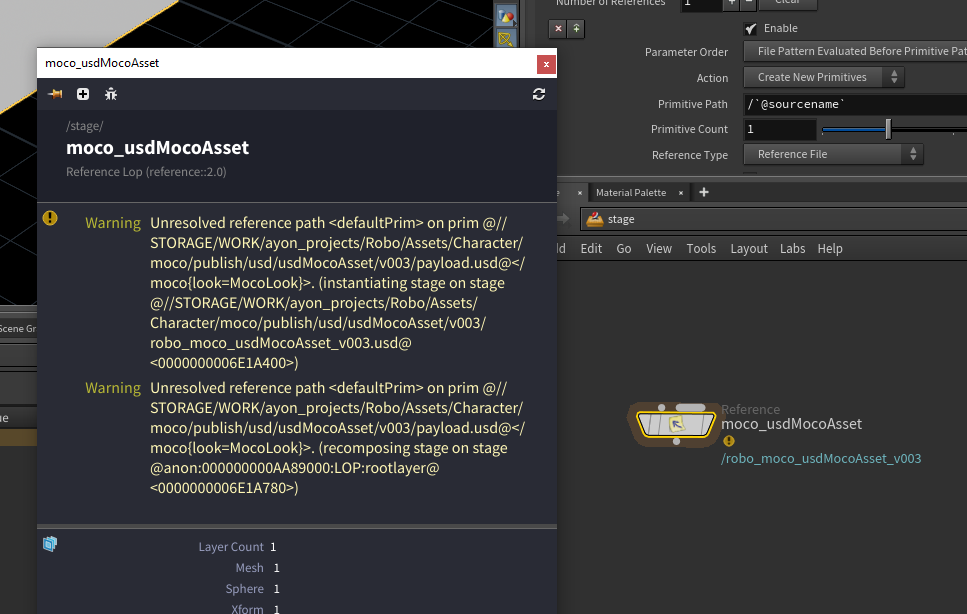 Number of References 1 Clear
moco_usdMocoAsset
Enable
Parameter Order File Pattern Evaluated Before Primitive Pat
Action Create New Primitives
Primitive Path /`@sourcename`
Primitive Count 1
Reference Type Reference File
/stage/
moco_usdMocoAsset
Reference Lop (reference::2.0)
Material Palette
stage
Edit Go View Tools Layout Labs Help
Warning Unresolved reference path <defaultPrim> on prim @//
STORAGE/WORK/ayon_projects/Robo/Assets/Character/
moco/publish/usd/usdMocoAsset/v003/payload.usd@</
moco{look=MocoLook}>. (instantiating stage on stage
@//STORAGE/WORK/ayon_projects/Robo/Assets/
Character/moco/publish/usd/usdMocoAsset/v003/
robo_moco_usdMocoAsset_v003.usd@
<0000000006E1A400>)
Warning Unresolved reference path <defaultPrim> on prim @//
STORAGE/WORK/ayon_projects/Robo/Assets/Character/
moco/publish/usd/usdMocoAsset/v003/payload.usd@</
moco{look=MocoLook}>. (recomposing stage on stage
@anon:000000000AA89000:LOP:rootlayer@
<0000000006E1A780>)
Scene Gr
ue
Reference
moco_usdMocoAsset
/robo_moco_usdMocoAsset_v003
Layer Count 1
Mesh 1
Sphere 1
Xform 1